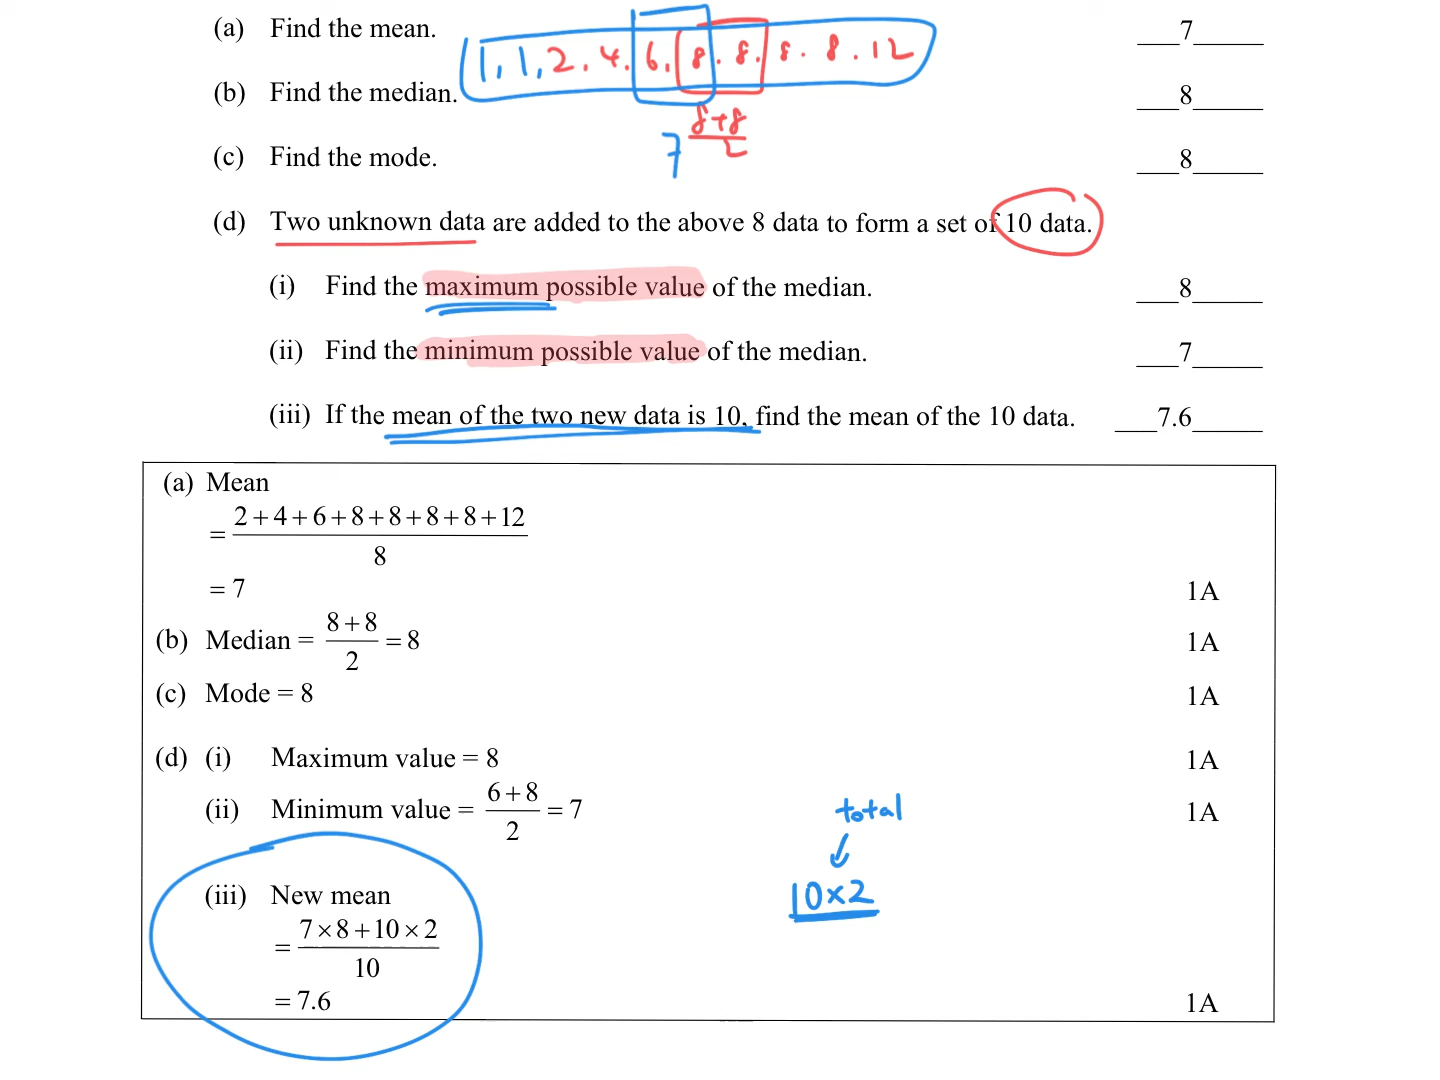 (a) Find the mean. ___7_____
1, 1, 2, 4, 6, 8, 8, 8, 8, 12
(b) Find the median. ___8_____
8+8
7 2
(c) Find the mode. ___8_____
(d) Two unknown data are added to the above 8 data to form a set of 10 data.
(i) Find the maximum possible value of the median. ___8_____
(ii) Find the minimum possible value of the median. ___7_____
(iii) If the mean of the two new data is 10, find the mean of the 10 data. ___7.6_____
(a) Mean
= (2+4+6+8+8+8+8+12)/8
= 7 1A
(b) Median = (8+8)/2 = 8 1A
(c) Mode = 8 1A
(d) (i) Maximum value = 8 1A
(ii) Minimum value = (6+8)/2 = 7 1A
total
10×2
(iii) New mean
= (7×8+10×2)/10
= 7.6 1A